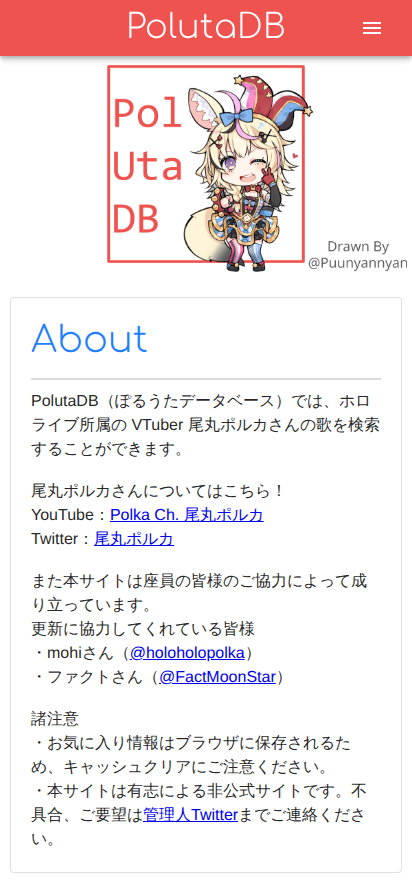 PolutaDB
Pol
Uta
DB
Drawn By
@Puunyannyan
About
PolutaDB（ぽるうたデータベース）では、ホロ
ライブ所属の VTuber 尾丸ポルカさんの歌を検索
することができます。
尾丸ポルカさんについてはこちら！
YouTube：Polka Ch. 尾丸ポルカ
Twitter：尾丸ポルカ
また本サイトは座員の皆様のご協力によって成
り立っています。
更新に協力してくれている皆様
・mohiさん（@holoholopolka）
・ファクトさん（@FactMoonStar）
諸注意
・お気に入り情報はブラウザに保存されるた
め、キャッシュクリアにご注意ください。
・本サイトは有志による非公式サイトです。不
具合、ご要望は管理人Twitterまでご連絡くださ
い。